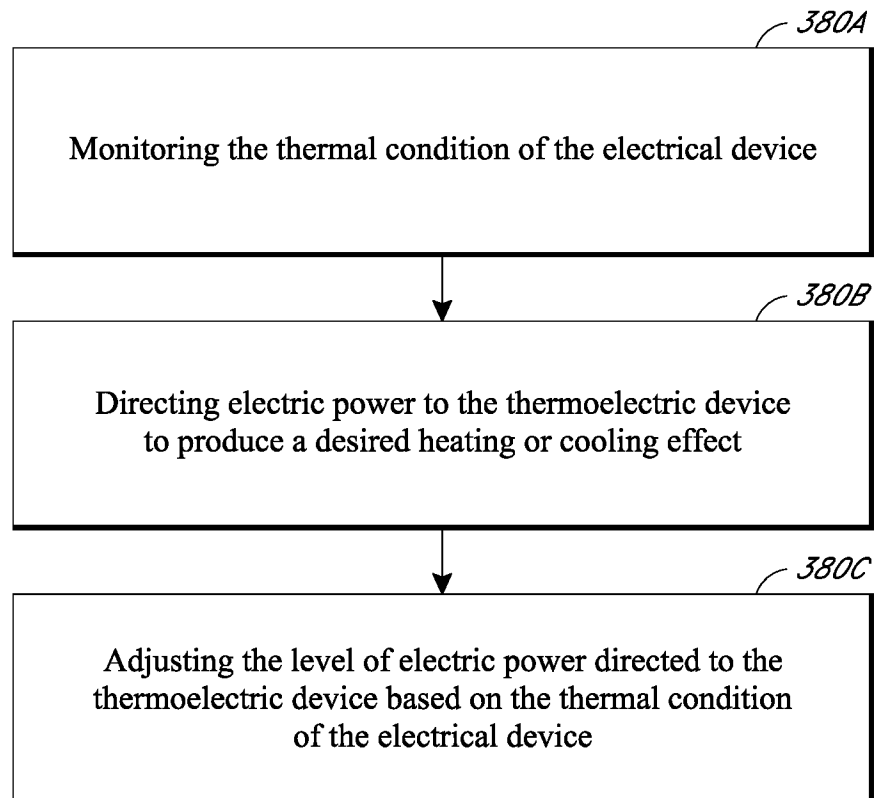 380A
Monitoring the thermal condition of the electrical device
380B
Directing electric power to the thermoelectric device
to produce a desired heating or cooling effect
380C
Adjusting the level of electric power directed to the
thermoelectric device based on the thermal condition
of the electrical device